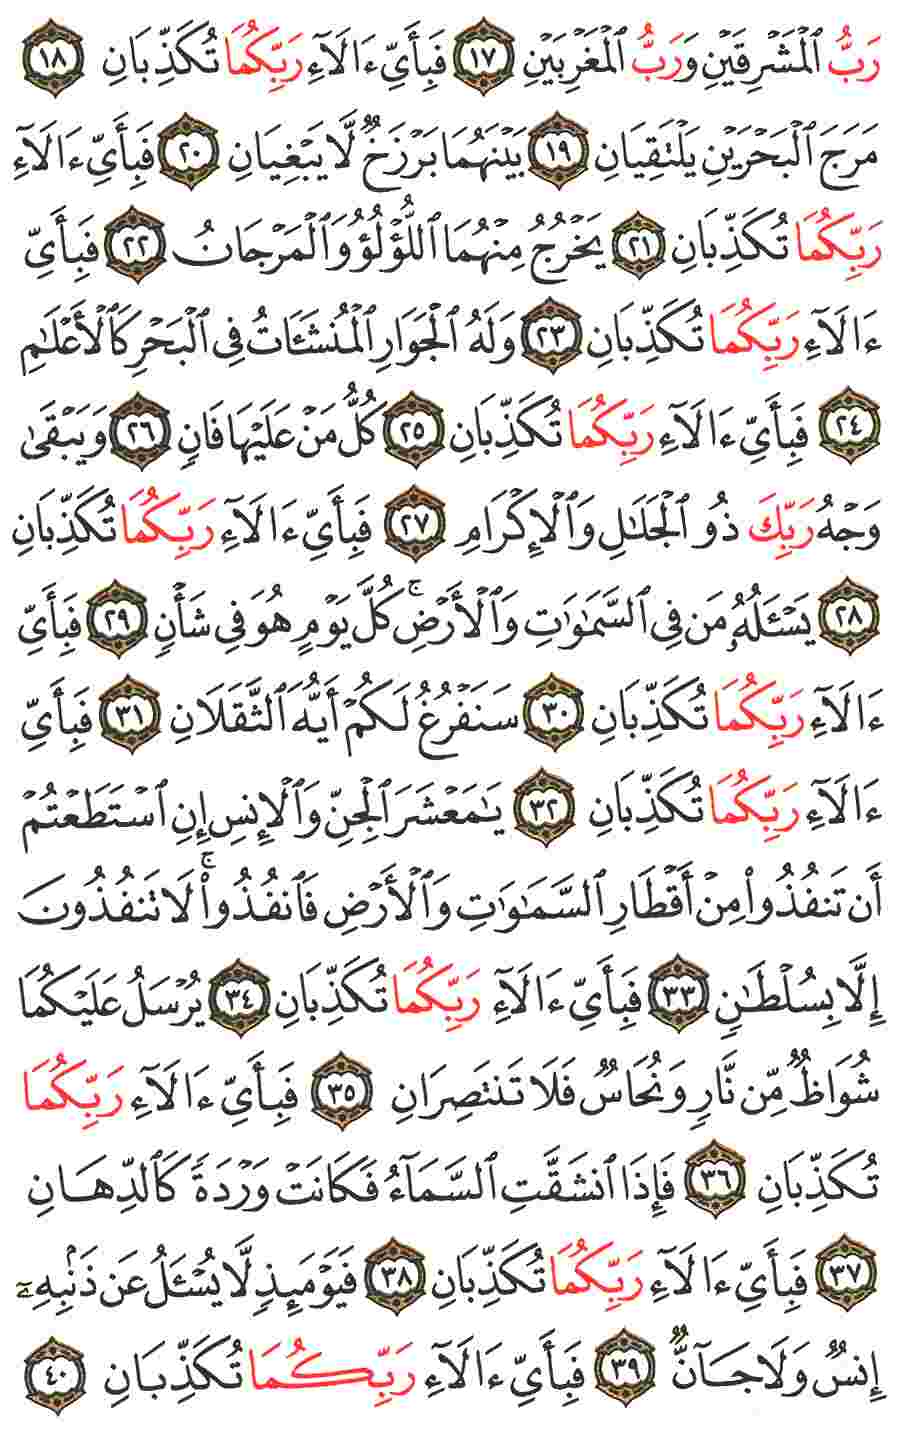 رَبُّ ٱلۡمَشۡرِقَيۡنِ وَرَبُّ ٱلۡمَغۡرِبَيۡنِ ١٧ فَبِأَيِّ ءَالَآءِ رَبِّكُمَا تُكَذِّبَانِ ١٨
مَرَجَ ٱلۡبَحۡرَيۡنِ يَلۡتَقِيَانِ ١٩ بَيۡنَهُمَا بَرۡزَخٞ لَّا يَبۡغِيَانِ ٢٠ فَبِأَيِّ ءَالَآءِ
رَبِّكُمَا تُكَذِّبَانِ ٢١ يَخۡرُجُ مِنۡهُمَا ٱللُّؤۡلُؤُ وَٱلۡمَرۡجَانُ ٢٢ فَبِأَيِّ
ءَالَآءِ رَبِّكُمَا تُكَذِّبَانِ ٢٣ وَلَهُ ٱلۡجَوَارِ ٱلۡمُنشَـَٔاتُ فِي ٱلۡبَحۡرِ كَٱلۡأَعۡلَٰمِ
٢٤ فَبِأَيِّ ءَالَآءِ رَبِّكُمَا تُكَذِّبَانِ ٢٥ كُلُّ مَنۡ عَلَيۡهَا فَانٖ ٢٦ وَيَبۡقَىٰ
وَجۡهُ رَبِّكَ ذُو ٱلۡجَلَٰلِ وَٱلۡإِكۡرَامِ ٢٧ فَبِأَيِّ ءَالَآءِ رَبِّكُمَا تُكَذِّبَانِ
٢٨ يَسۡـَٔلُهُۥ مَن فِي ٱلسَّمَٰوَٰتِ وَٱلۡأَرۡضِۚ كُلَّ يَوۡمٍ هُوَ فِي شَأۡنٖ ٢٩ فَبِأَيِّ
ءَالَآءِ رَبِّكُمَا تُكَذِّبَانِ ٣٠ سَنَفۡرُغُ لَكُمۡ أَيُّهَ ٱلثَّقَلَانِ ٣١ فَبِأَيِّ
ءَالَآءِ رَبِّكُمَا تُكَذِّبَانِ ٣٢ يَٰمَعۡشَرَ ٱلۡجِنِّ وَٱلۡإِنسِ إِنِ ٱسۡتَطَعۡتُمۡ
أَن تَنفُذُواْ مِنۡ أَقۡطَارِ ٱلسَّمَٰوَٰتِ وَٱلۡأَرۡضِ فَٱنفُذُواْۚ لَا تَنفُذُونَ
إِلَّا بِسُلۡطَٰنٖ ٣٣ فَبِأَيِّ ءَالَآءِ رَبِّكُمَا تُكَذِّبَانِ ٣٤ يُرۡسَلُ عَلَيۡكُمَا
شُوَاظٞ مِّن نَّارٖ وَنُحَاسٞ فَلَا تَنتَصِرَانِ ٣٥ فَبِأَيِّ ءَالَآءِ رَبِّكُمَا
تُكَذِّبَانِ ٣٦ فَإِذَا ٱنشَقَّتِ ٱلسَّمَآءُ فَكَانَتۡ وَرۡدَةٗ كَٱلدِّهَانِ
٣٧ فَبِأَيِّ ءَالَآءِ رَبِّكُمَا تُكَذِّبَانِ ٣٨ فَيَوۡمَئِذٖ لَّا يُسۡـَٔلُ عَن ذَنۢبِهِۦٓ
إِنسٞ وَلَا جَآنّٞ ٣٩ فَبِأَيِّ ءَالَآءِ رَبِّكُمَا تُكَذِّبَانِ ٤٠